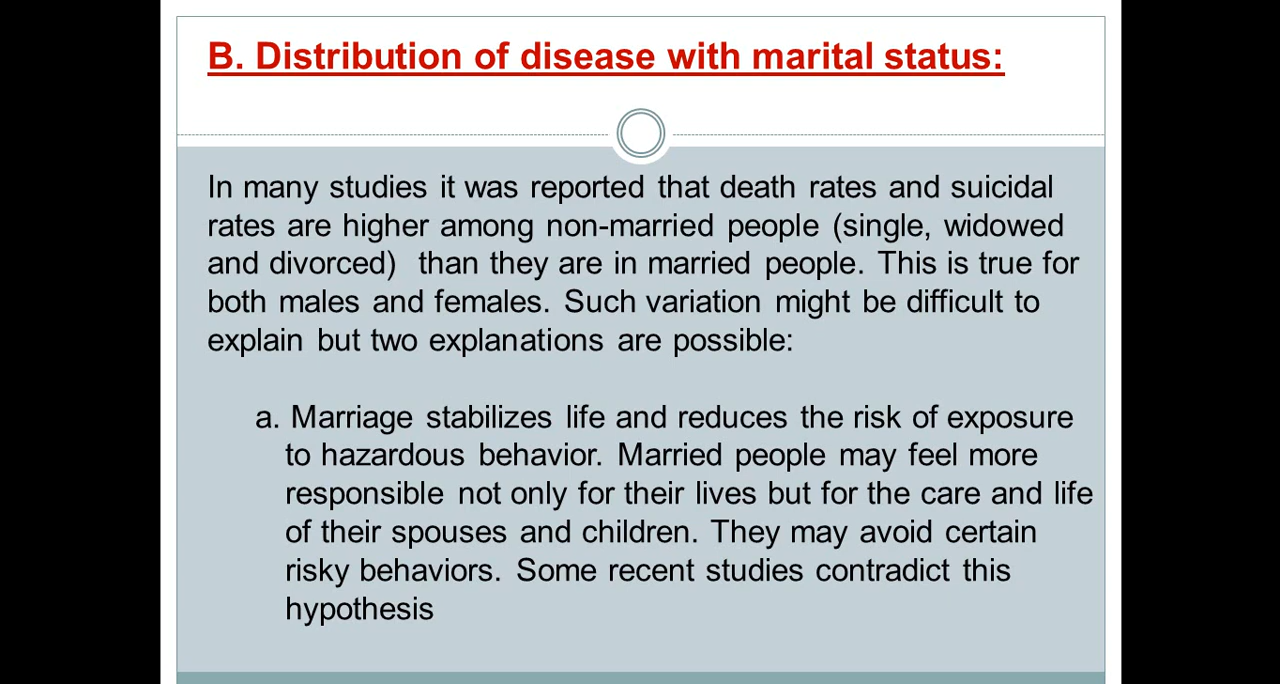 B. Distribution of disease with marital status:
In many studies it was reported that death rates and suicidal
rates are higher among non-married people (single, widowed
and divorced) than they are in married people. This is true for
both males and females. Such variation might be difficult to
explain but two explanations are possible:
a. Marriage stabilizes life and reduces the risk of exposure
to hazardous behavior. Married people may feel more
responsible not only for their lives but for the care and life
of their spouses and children. They may avoid certain
risky behaviors. Some recent studies contradict this
hypothesis